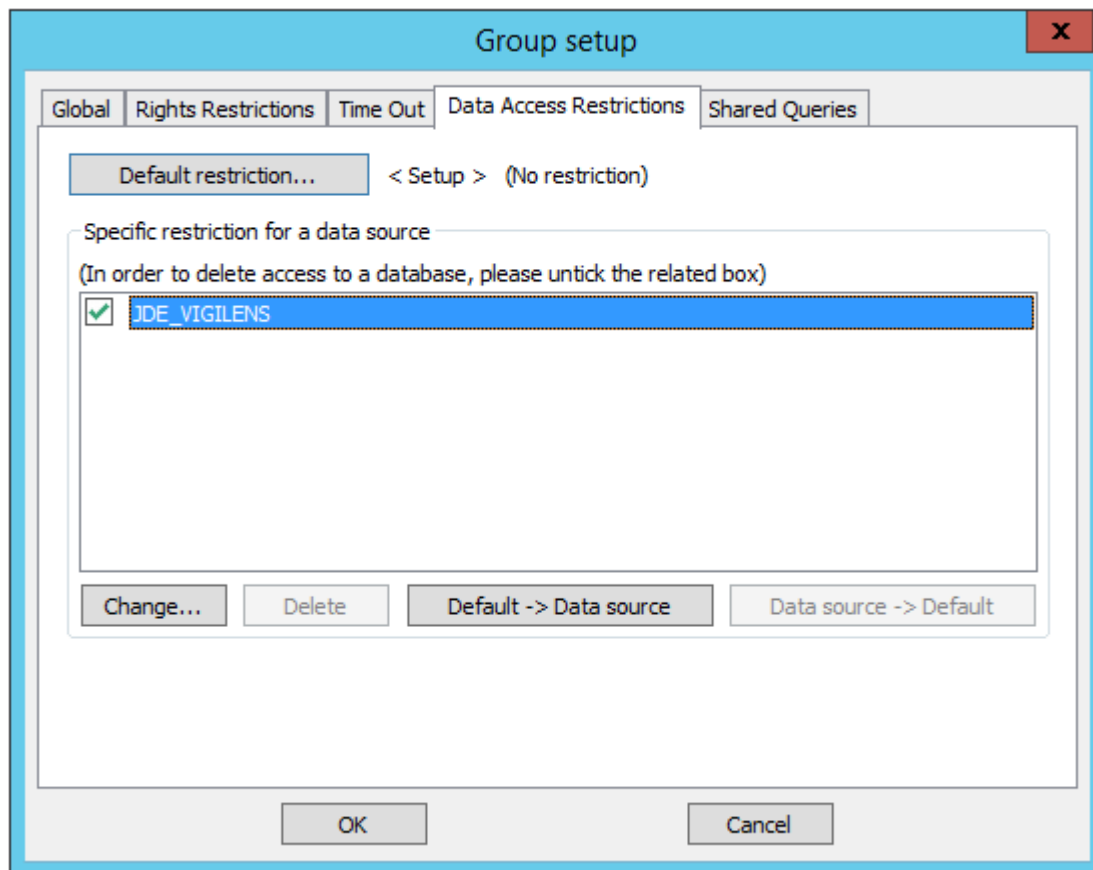 Group setup
x
Global Rights Restrictions Time Out Data Access Restrictions Shared Queries
Default restriction... < Setup > (No restriction)
Specific restriction for a data source
(In order to delete access to a database, please untick the related box)
JDE_VIGILENS
Change... Delete Default -> Data source Data source -> Default
OK Cancel